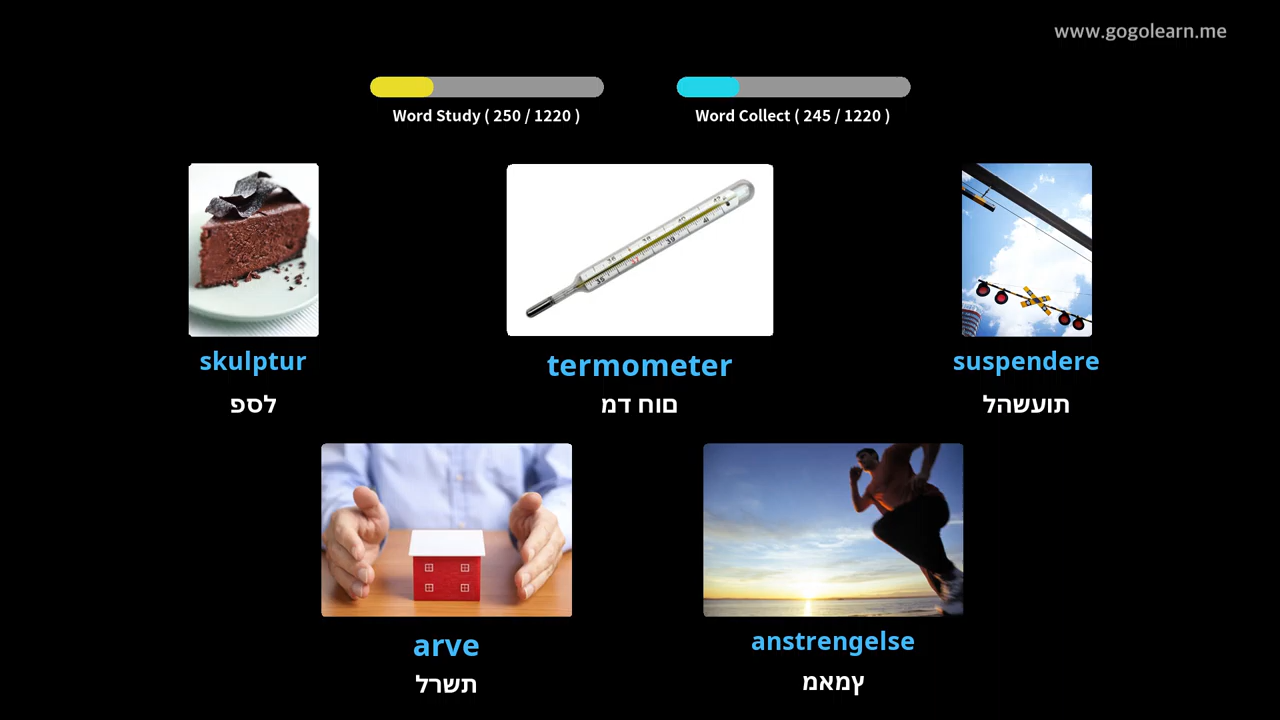 www.gogolearn.me
Word Study ( 250 / 1220 )
Word Collect ( 245 / 1220 )
skulptur
לספ
termometer
םוח דמ
suspendere
תועשהל
arve
תשרל
anstrengelse
ץמאמ